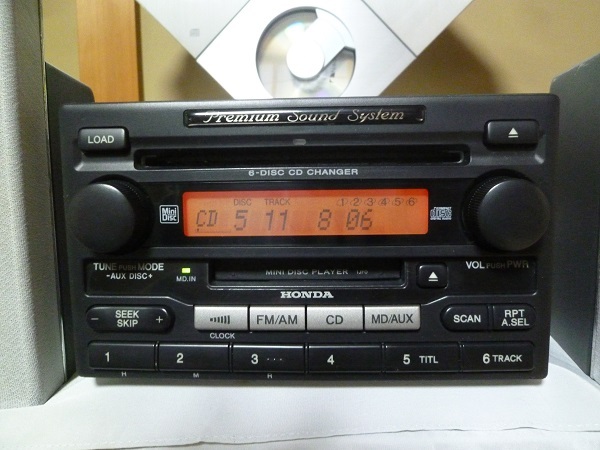 Premium Sound System
LOAD
6-DISC CD CHANGER
Mini Disc
DISC TRACK 1 2 3 4 5 6
CD 5 11 8 06
TUNE PUSH MODE
-AUX DISC+
MD.IN
MINI DISC PLAYER
VOL PUSH PWR
HONDA
SEEK
SKIP
- +
FM/AM
CD
MD/AUX
SCAN
RPT
A.SEL
CLOCK
1 2 3 4 5 TITL 6 TRACK
H M R